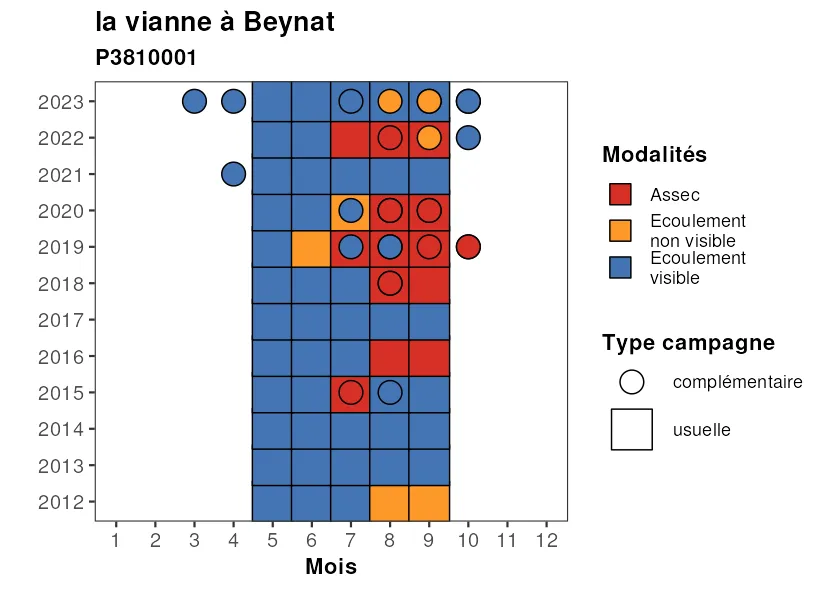 la vianne à Beynat
P3810001
2023
2022
2021
2020
2019
2018
2017
2016
2015
2014
2013
2012
1 2 3 4 5 6 7 8 9 10 11 12
Mois
Modalités
Assec
Ecoulement
non visible
Ecoulement
visible
Type campagne
complémentaire
usuelle